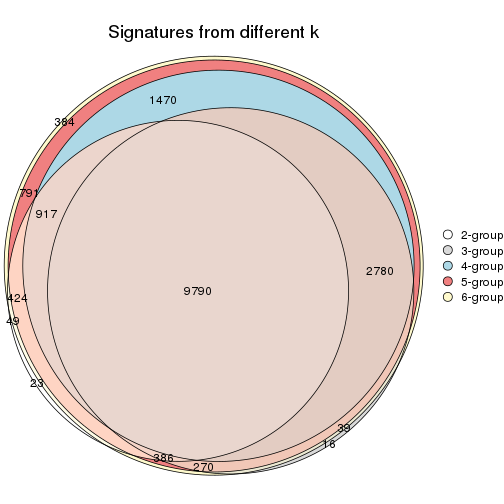 Signatures from different k
1470
384
791
917
2-group
3-group
4-group
5-group
6-group
2780
9790
424
49
23
39
16
386
270